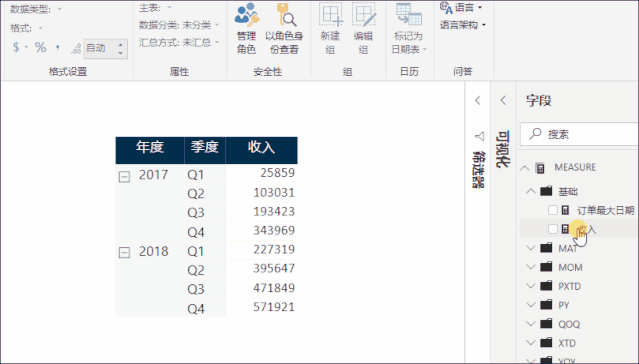 数据类型:
格式:
$ % , .00 自动
格式设置
主表:
数据分类: 未分类
汇总方式: 未汇总
属性
管理
角色
以角色身
份查看
安全性
新建
组
编辑
组
组
标记为
日期表
日历
语言
语言架构
问答
年度 季度 收入
2017 Q1 25859
Q2 103031
Q3 193423
Q4 343969
2018 Q1 227319
Q2 395647
Q3 471849
Q4 571921
筛选器
可视化
字段
搜索
MEASURE
基础
订单最大日期
收入
MAT
MOM
PXTD
PY
QOQ
XTD
YOY